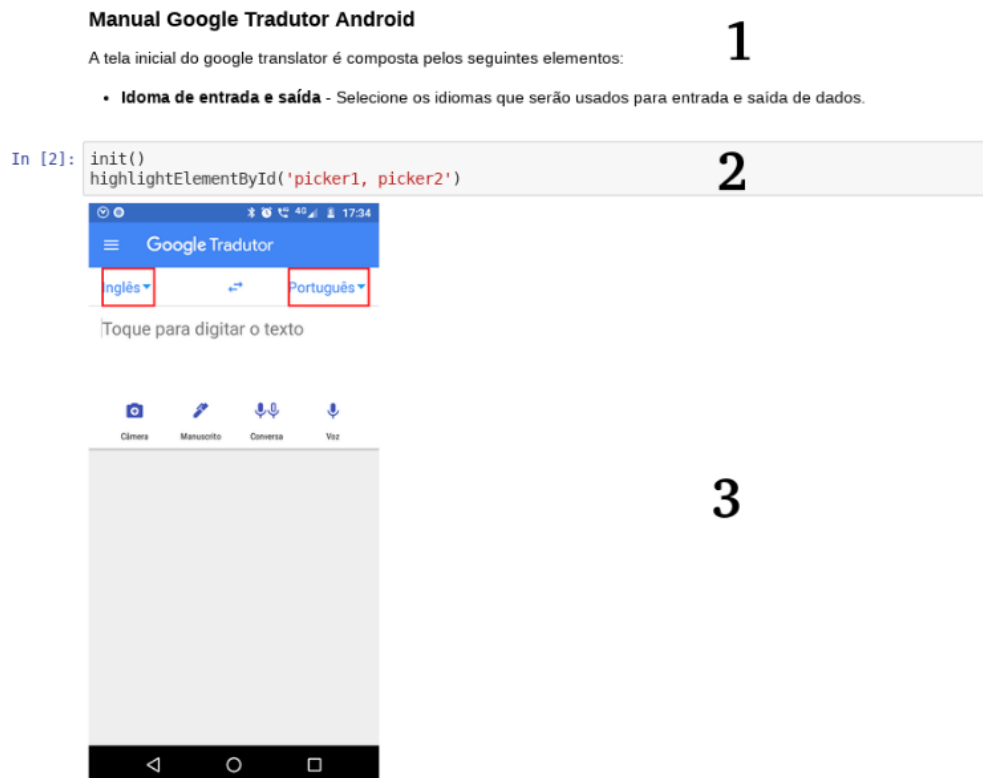 Manual Google Tradutor Android
1
A tela inicial do google translator é composta pelos seguintes elementos:
• Idoma de entrada e saída - Selecione os idiomas que serão usados para entrada e saída de dados.
In [2]: init()
2
highlightElementById('picker1, picker2')
4G 17:34
Google Tradutor
Inglês Português
Toque para digitar o texto
Câmera Manuscrito Conversa Voz
3